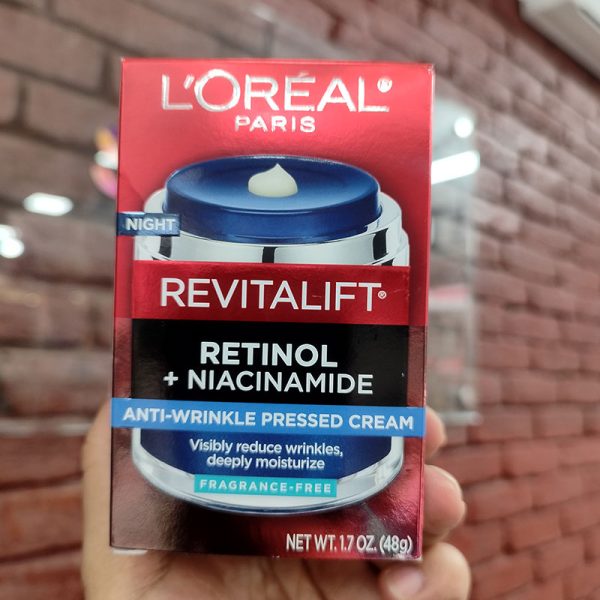 L'ORÉAL®
PARIS
NIGHT
REVITALIFT®
RETINOL
+ NIACINAMIDE
ANTI-WRINKLE PRESSED CREAM
Visibly reduce wrinkles,
deeply moisturize
FRAGRANCE-FREE
NET WT. 1.7 OZ. (48g)